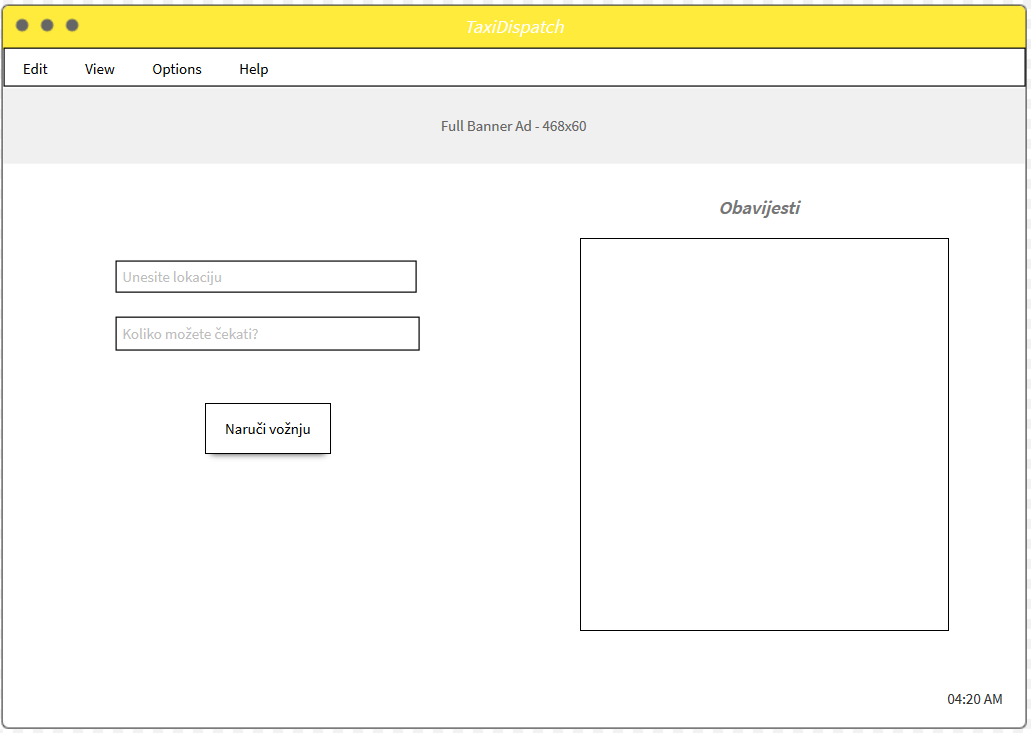 TaxiDispatch
Edit View Options Help
Full Banner Ad - 468x60
Obavijesti
Unesite lokaciju
Koliko možete čekati?
Naruči vožnju
04:20 AM